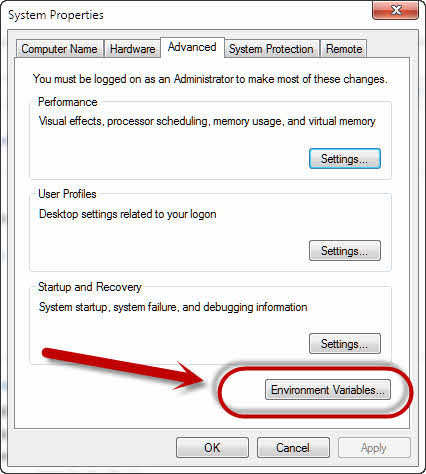 System Properties
Computer Name Hardware Advanced System Protection Remote
You must be logged on as an Administrator to make most of these changes.
Performance
Visual effects, processor scheduling, memory usage, and virtual memory
Settings...
User Profiles
Desktop settings related to your logon
Settings...
Startup and Recovery
System startup, system failure, and debugging information
Settings...
Environment Variables...
OK Cancel Apply